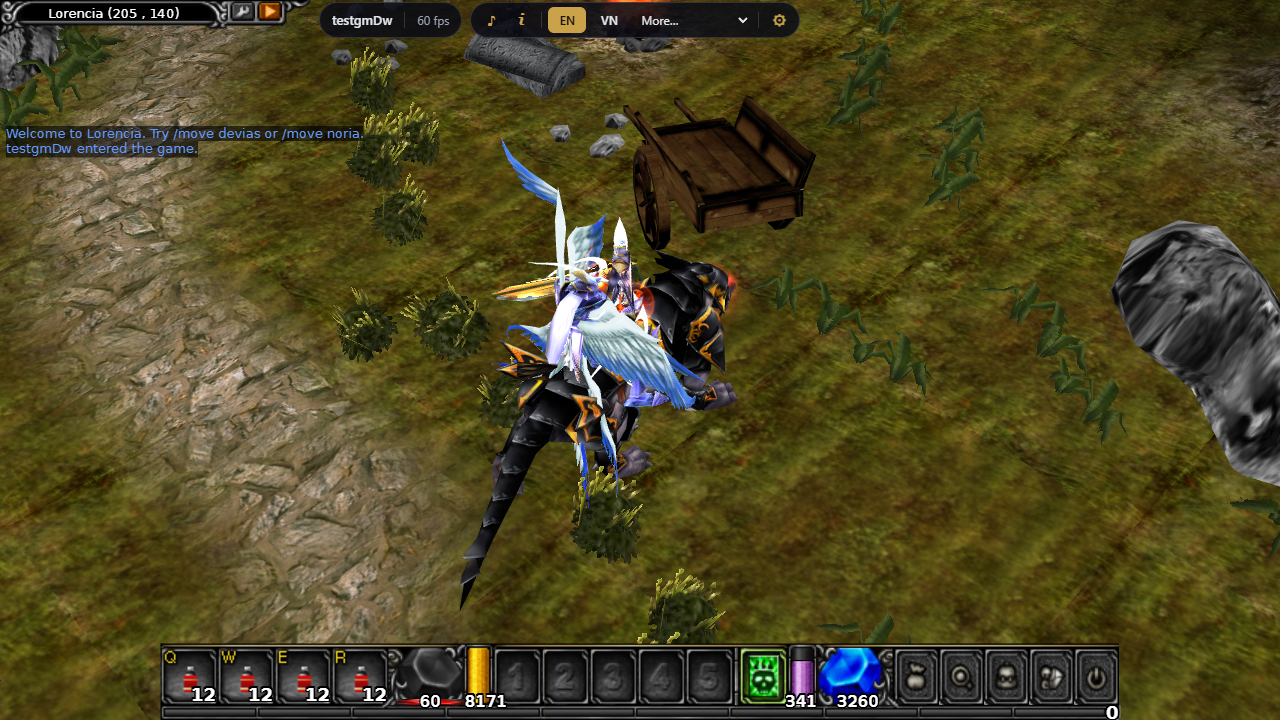 Lorencia (205 , 140)
testgmDw
60 fps
EN
VN
More...
Welcome to Lorencia. Try /move devias or /move noria.
testgmDw entered the game.
Q
W
E
R
12
12
12
12
60
8171
1
2
3
4
5
341
3260
0